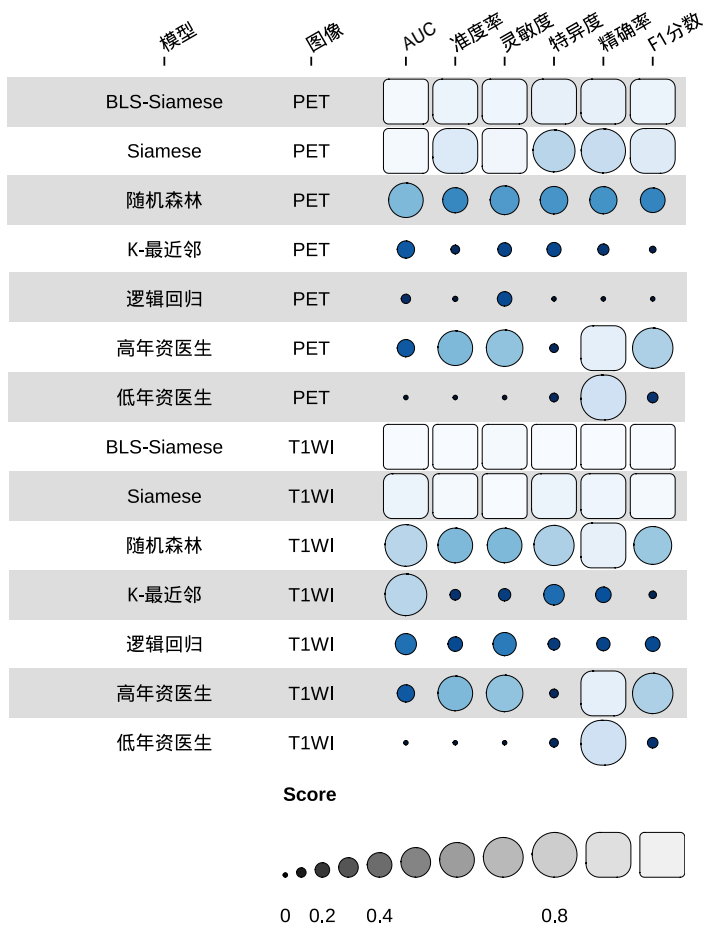 模型 图像 AUC 准度率 灵敏度 特异度 精确率 F1分数
BLS-Siamese PET
Siamese PET
随机森林 PET
K-最近邻 PET
逻辑回归 PET
高年资医生 PET
低年资医生 PET
BLS-Siamese T1WI
Siamese T1WI
随机森林 T1WI
K-最近邻 T1WI
逻辑回归 T1WI
高年资医生 T1WI
低年资医生 T1WI
Score
0 0.2 0.4 0.8